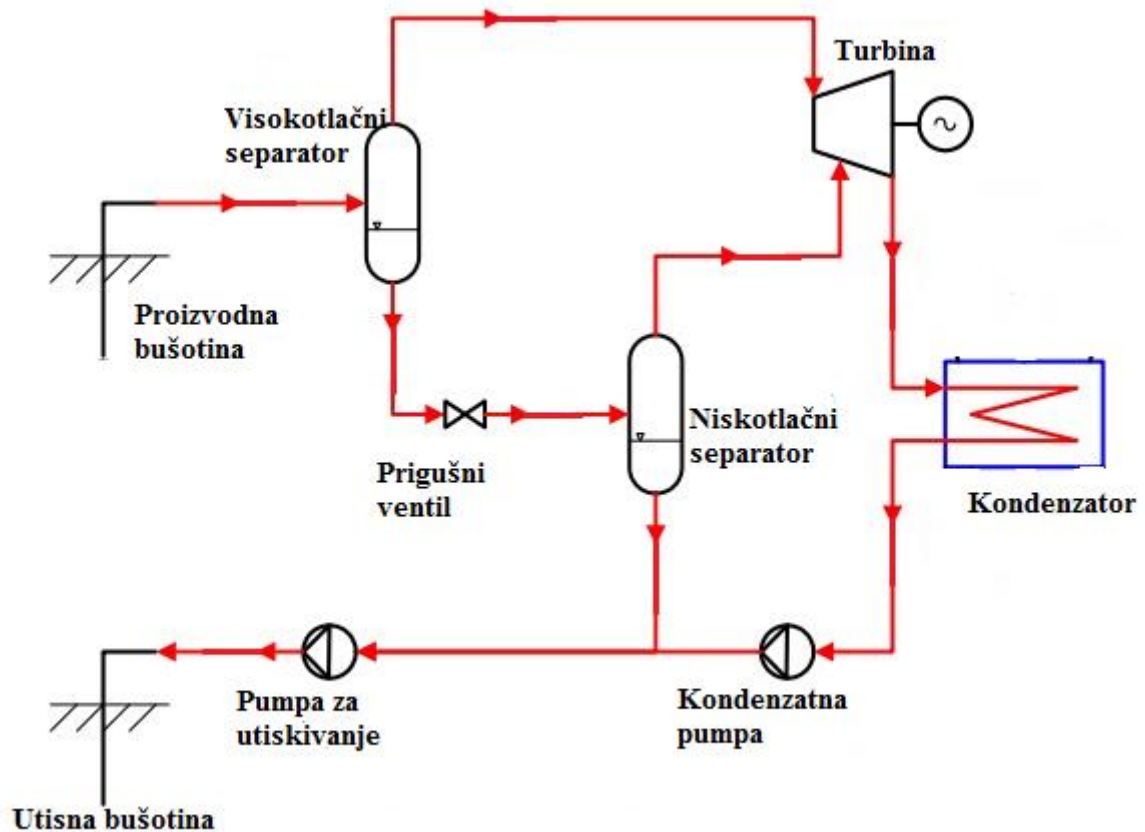 Turbina
Visokotlačni
separator
Proizvodna
bušotina
Niskotlačni
separator
Prigušni
ventil
Kondenzator
Pumpa za
utiskivanje
Kondenzatna
pumpa
Utisna bušotina